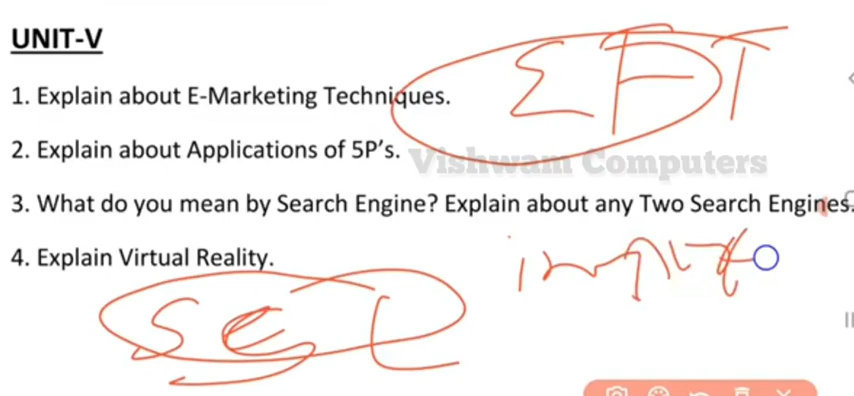 UNIT-V
EFT
1. Explain about E-Marketing Techniques.
2. Explain about Applications of 5P’s.
Vishwam Computers
3. What do you mean by Search Engine? Explain about any Two Search Engines.
4. Explain Virtual Reality.